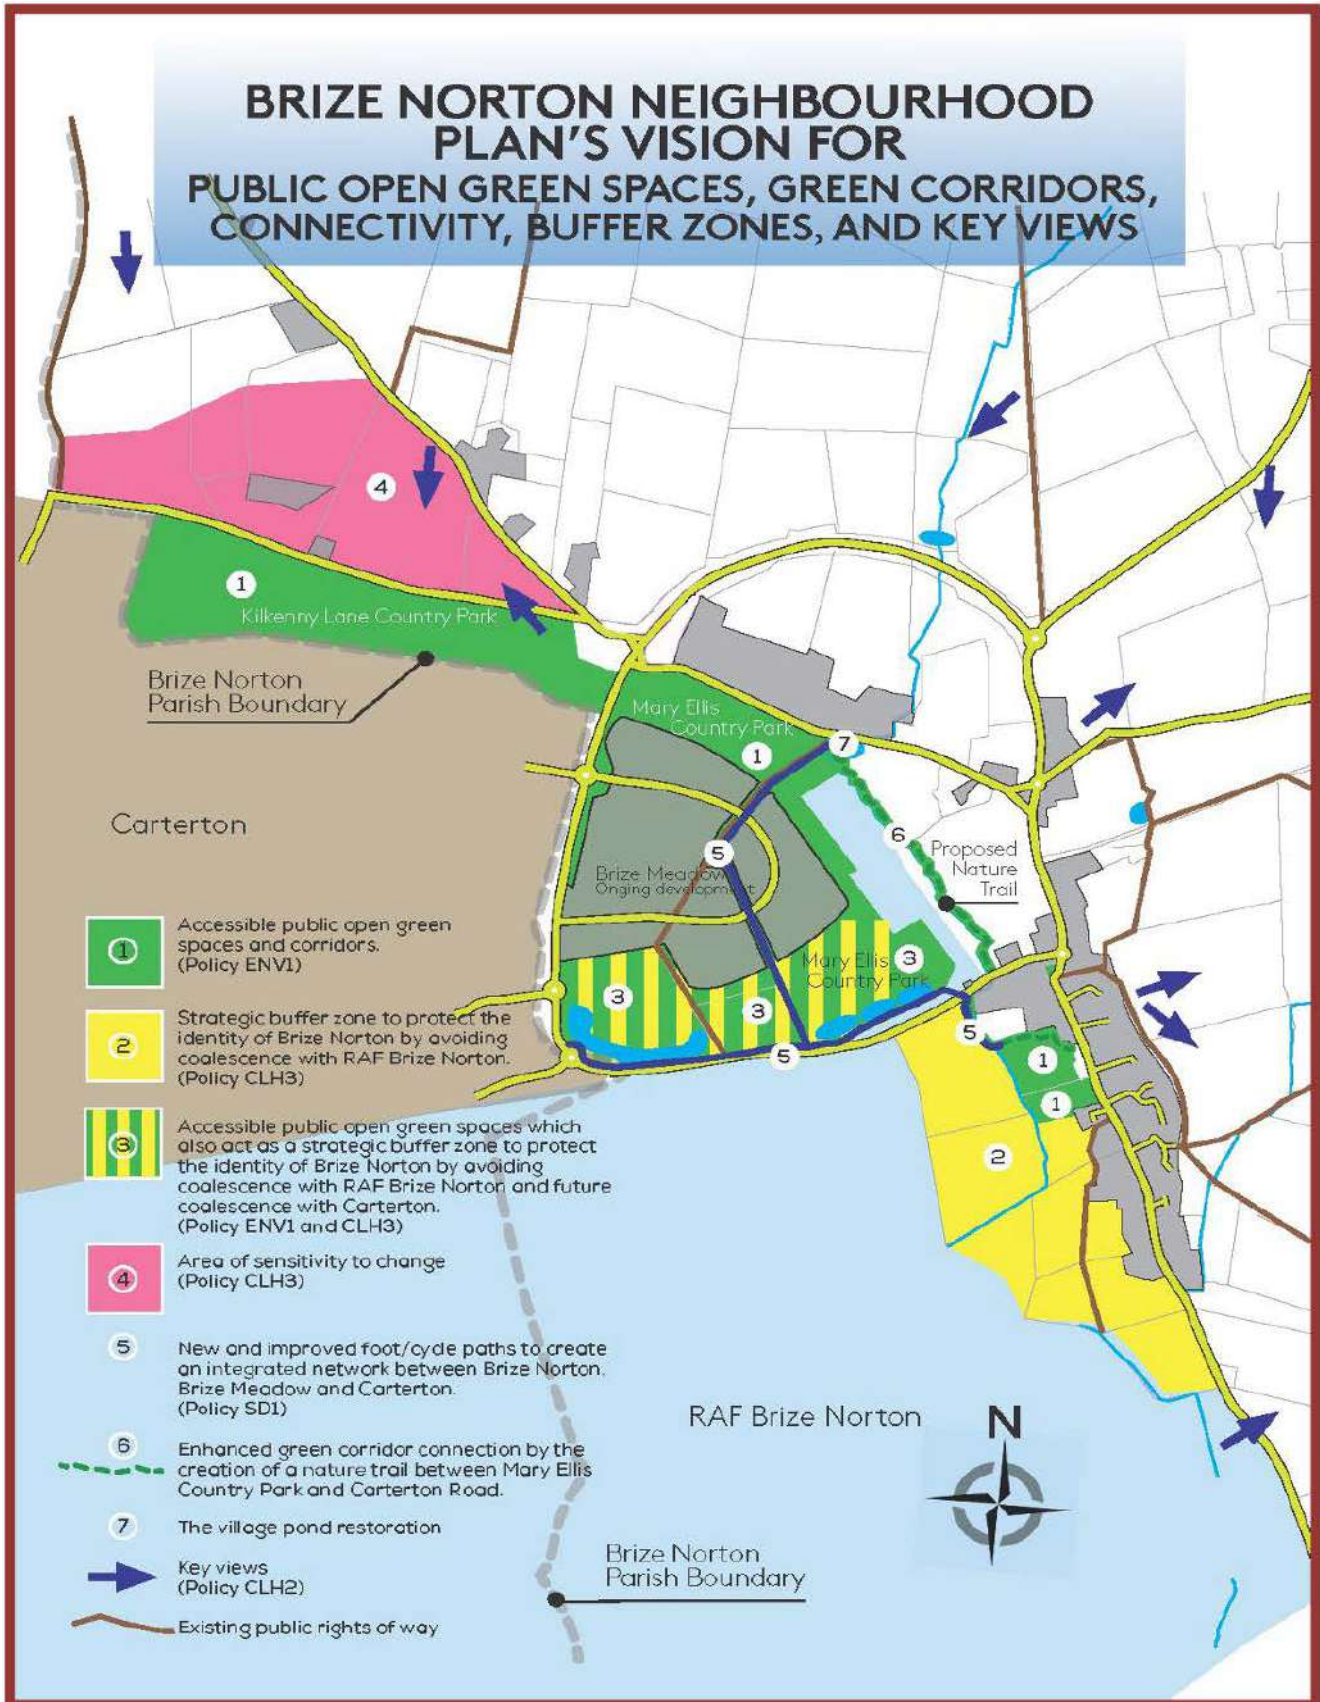 BRIZE NORTON NEIGHBOURHOOD
PLAN'S VISION FOR
PUBLIC OPEN GREEN SPACES, GREEN CORRIDORS,
CONNECTIVITY, BUFFER ZONES, AND KEY VIEWS
4
1
Kilkenny Lane Country Park
Brize Norton
Parish Boundary
Mary Ellis
Country Park
1
7
Carterton
5
6
Proposed
Nature
Trail
Brize Meadow
Onging development
Mary Ellis
Country Park
3
3
3
5
5
1
1
2
1
Accessible public open green
spaces and corridors.
(Policy ENV1)
2
Strategic buffer zone to protect the
identity of Brize Norton by avoiding
coalescence with RAF Brize Norton.
(Policy CLH3)
3
Accessible public open green spaces which
also act as a strategic buffer zone to protect
the identity of Brize Norton by avoiding
coalescence with RAF Brize Norton and future
coalescence with Carterton.
(Policy ENV1 and CLH3)
4
Area of sensitivity to change
(Policy CLH3)
5
New and improved foot/cycle paths to create
an integrated network between Brize Norton,
Brize Meadow and Carterton.
(Policy SD1)
6
Enhanced green corridor connection by the
creation of a nature trail between Mary Ellis
Country Park and Carterton Road.
7
The village pond restoration
Key views
(Policy CLH2)
Existing public rights of way
RAF Brize Norton
N
Brize Norton
Parish Boundary